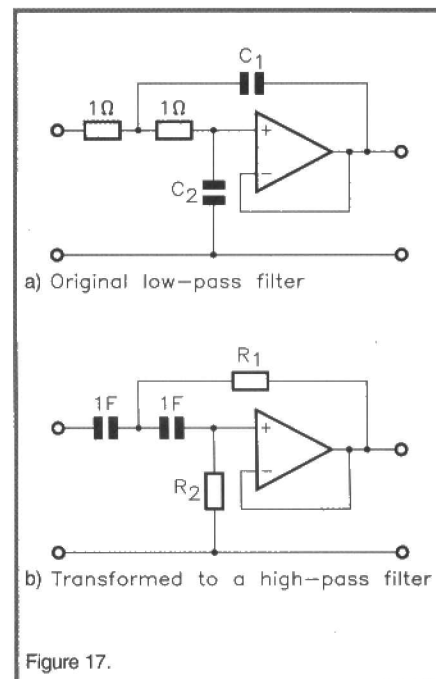 C1
1Ω 1Ω
+
−
C2
a) Original low-pass filter
R1
1F 1F
+
−
R2
b) Transformed to a high-pass filter
Figure 17.